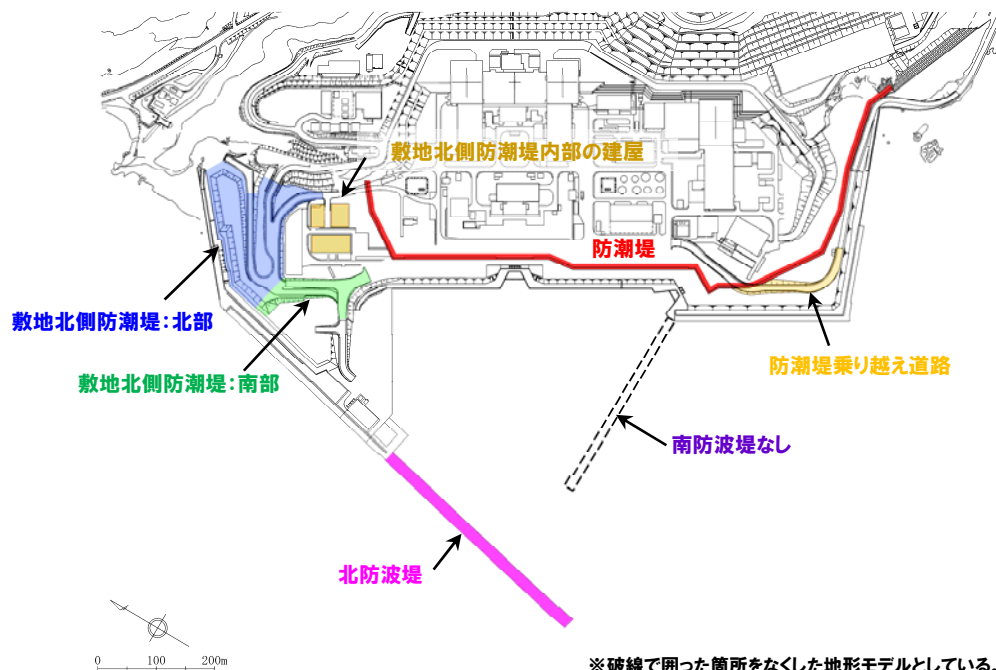 敷地北側防潮堤内部の建屋
防潮堤
敷地北側防潮堤：北部
敷地北側防潮堤：南部
防潮堤乗り越え道路
南防波堤なし
北防波堤
0 100 200m
※破線で囲った箇所をなくした地形モデルとしている。